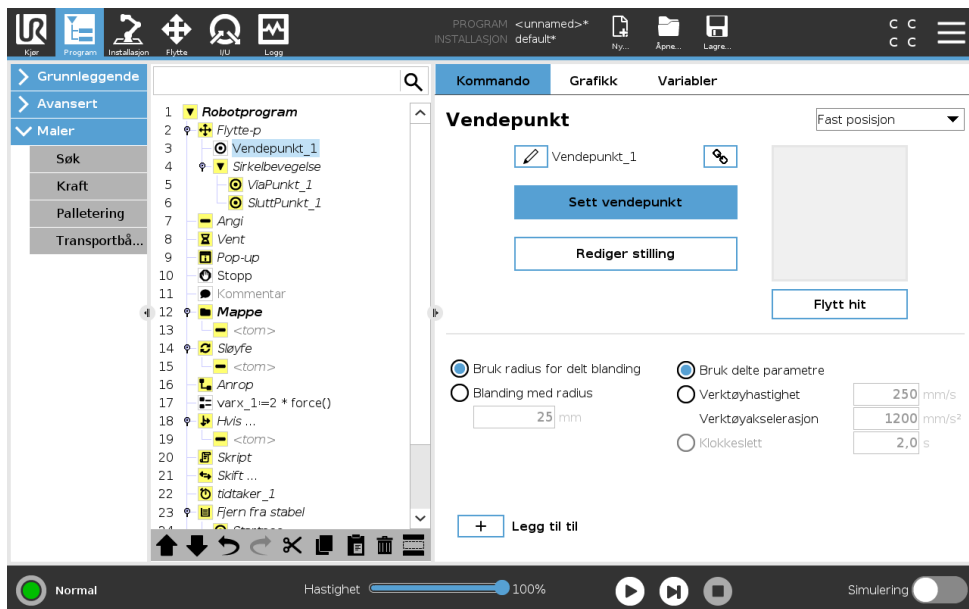 PROGRAM <unnamed>*
INSTALLASJON default*
Kjør Program Installasjon Flytte I/U Logg Ny... Åpne... Lagre...
C C
C C
Grunnleggende
Avansert
Maler
Søk
Kraft
Palletering
Transportbå...
1 Robotprogram
2 Flytte-p
3 Vendepunkt_1
4 Sirkelbevegelse
5 ViaPunkt_1
6 SluttPunkt_1
7 Angi
8 Vent
9 Pop-up
10 Stopp
11 Kommentar
12 Mappe
13 <tom>
14 Sløyfe
15 <tom>
16 Anrop
17 varx_1:=2 * force()
18 Hvis ...
19 <tom>
20 Skript
21 Skift ...
22 tidtaker_1
23 Fjern fra stabel
Kommando Grafikk Variabler
Vendepunkt
Fast posisjon
Vendepunkt_1
Sett vendepunkt
Rediger stilling
Flytt hit
Bruk radius for delt blanding
Blanding med radius
25 mm
Bruk delte parametre
Verktøyhastighet 250 mm/s
Verktøyakselerasjon 1200 mm/s²
Klokkeslett 2,0 s
+ Legg til til
Normal
Hastighet 100%
Simulering